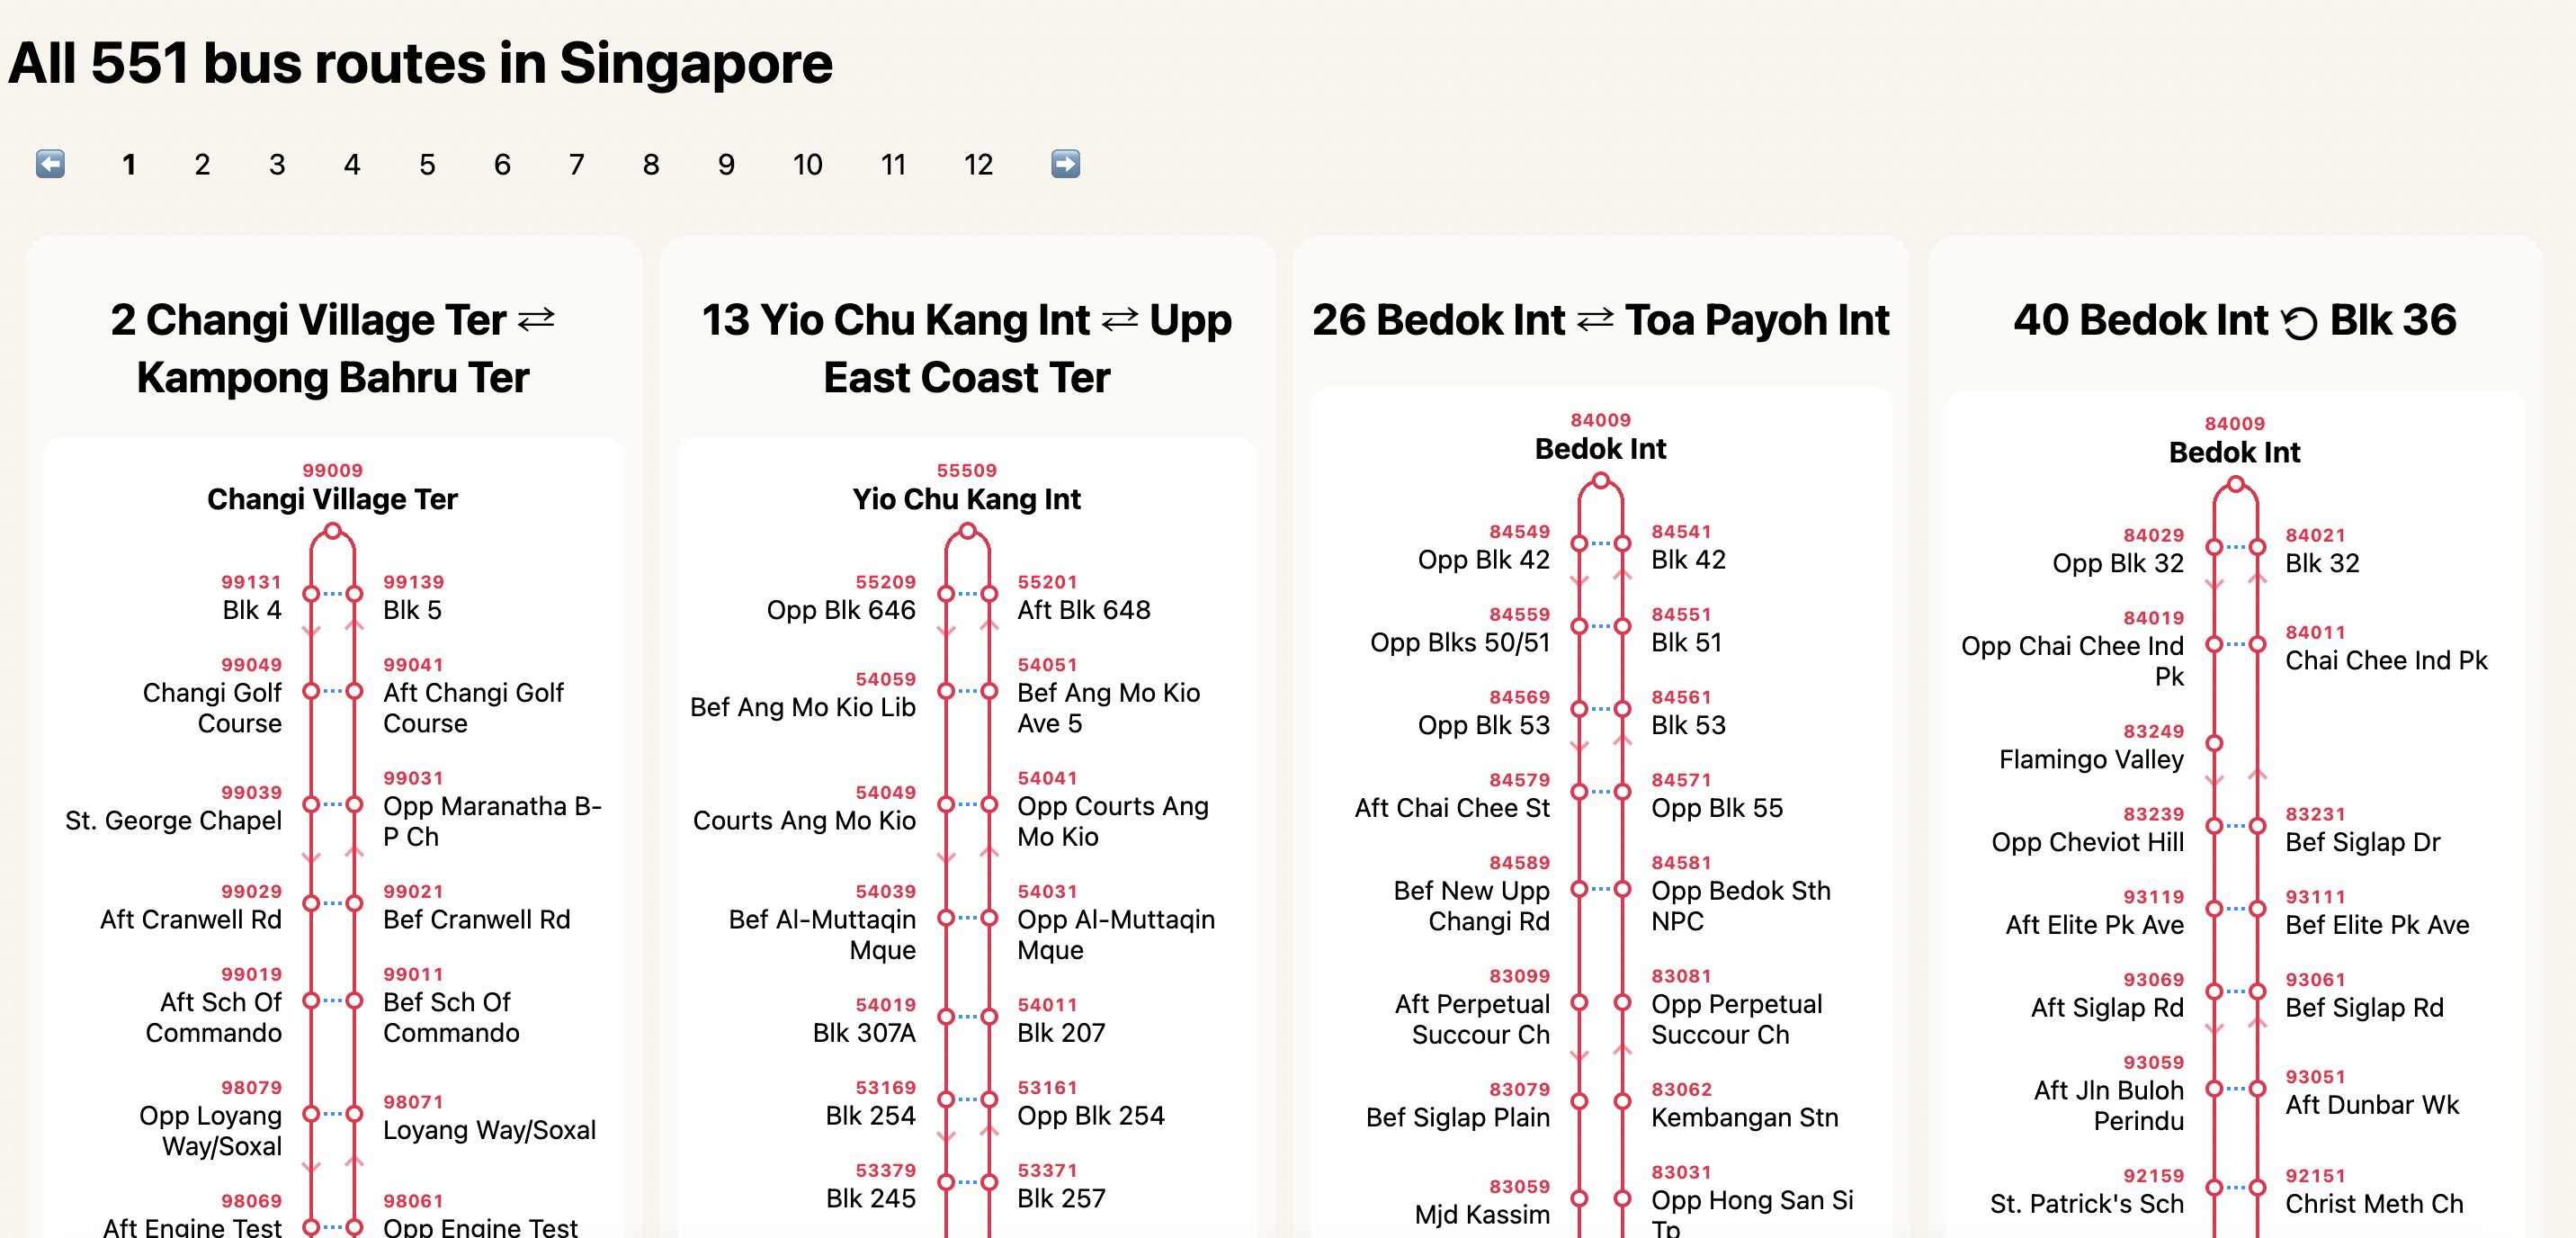 All 551 bus routes in Singapore
⬅️ 1 2 3 4 5 6 7 8 9 10 11 12 ➡️
2 Changi Village Ter ⇄
Kampong Bahru Ter
99009
Changi Village Ter
99131
Blk 4
99139
Blk 5
99049
Changi Golf
Course
99041
Aft Changi Golf
Course
99039
St. George Chapel
99031
Opp Maranatha B-
P Ch
99029
Aft Cranwell Rd
99021
Bef Cranwell Rd
99019
Aft Sch Of
Commando
99011
Bef Sch Of
Commando
98079
Opp Loyang
Way/Soxal
98071
Loyang Way/Soxal
98069
Aft Engine Test
98061
Opp Engine Test
13 Yio Chu Kang Int ⇄ Upp
East Coast Ter
55509
Yio Chu Kang Int
55209
Opp Blk 646
55201
Aft Blk 648
54059
Bef Ang Mo Kio Lib
54051
Bef Ang Mo Kio
Ave 5
54049
Courts Ang Mo Kio
54041
Opp Courts Ang
Mo Kio
54039
Bef Al-Muttaqin
Mque
54031
Opp Al-Muttaqin
Mque
54019
Blk 307A
54011
Blk 207
53169
Blk 254
53161
Opp Blk 254
53379
Blk 245
53371
Blk 257
26 Bedok Int ⇄ Toa Payoh Int
84009
Bedok Int
84549
Opp Blk 42
84541
Blk 42
84559
Opp Blks 50/51
84551
Blk 51
84569
Opp Blk 53
84561
Blk 53
84579
Aft Chai Chee St
84571
Opp Blk 55
84589
Bef New Upp
Changi Rd
84581
Opp Bedok Sth
NPC
83099
Aft Perpetual
Succour Ch
83081
Opp Perpetual
Succour Ch
83079
Bef Siglap Plain
83062
Kembangan Stn
83059
Mjd Kassim
83031
Opp Hong San Si
Tp
40 Bedok Int ⟲ Blk 36
84009
Bedok Int
84029
Opp Blk 32
84021
Blk 32
84019
Opp Chai Chee Ind
Pk
84011
Chai Chee Ind Pk
83249
Flamingo Valley
83239
Opp Cheviot Hill
83231
Bef Siglap Dr
93119
Aft Elite Pk Ave
93111
Bef Elite Pk Ave
93069
Aft Siglap Rd
93061
Bef Siglap Rd
93059
Aft Jln Buloh
Perindu
93051
Aft Dunbar Wk
92159
St. Patrick's Sch
92151
Christ Meth Ch